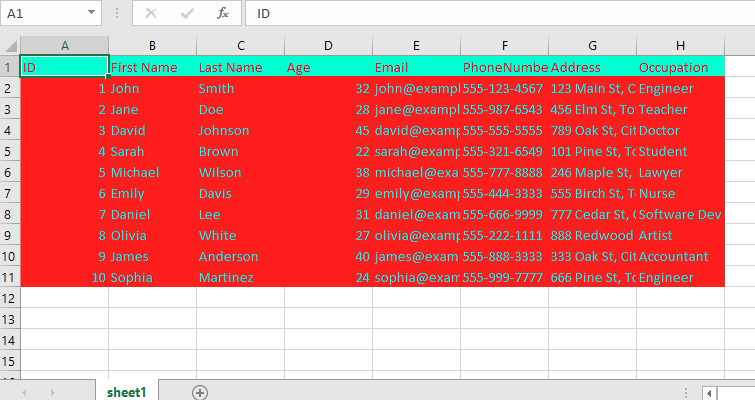 A1 fx ID
A B C D E F G H
1 ID First Name Last Name Age Email PhoneNumbe Address Occupation
2 1 John Smith 32 john@exampl 555-123-4567 123 Main St, C Engineer
3 2 Jane Doe 28 jane@exampl 555-987-6543 456 Elm St, To Teacher
4 3 David Johnson 45 david@examp 555-555-5555 789 Oak St, Cit Doctor
5 4 Sarah Brown 22 sarah@examp 555-321-6549 101 Pine St, To Student
6 5 Michael Wilson 38 michael@exa 555-777-8888 246 Maple St, Lawyer
7 6 Emily Davis 29 emily@examp 555-444-3333 555 Birch St, T Nurse
8 7 Daniel Lee 31 daniel@exam 555-666-9999 777 Cedar St, Software Dev
9 8 Olivia White 27 olivia@examp 555-222-1111 888 Redwood Artist
10 9 James Anderson 40 james@exam 555-888-3333 333 Oak St, Cit Accountant
11 10 Sophia Martinez 24 sophia@exam 555-999-7777 666 Pine St, To Engineer
12
13
14
15
sheet1